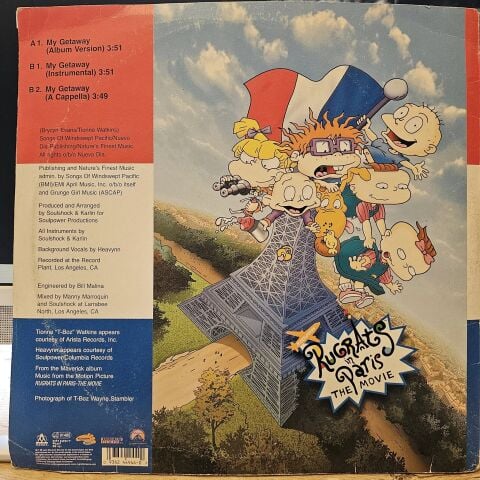 A 1. My Getaway
(Album Version) 3:51
B 1. My Getaway
(Instrumental) 3:51
B 2. My Getaway
(A Cappella) 3:49
(Brycyn Evans/Tionne Watkins)
Songs Of Windswept Pacific/Nuevo
Dia Publishing/Nature's Finest Music
All rights o/b/o Nuevo Dia
Publishing and Nature's Finest Music
admin. by Songs Of Windswept Pacific
(BMI)/EMI April Music, Inc. o/b/o itself
and Grunge Girl Music (ASCAP)
Produced and Arranged
by Soulshock & Karlin for
Soulpower Productions
All Instruments by
Soulshock & Karlin
Background Vocals by Heavynn
Recorded at the Record
Plant, Los Angeles, CA
Engineered by Bill Malina
Mixed by Manny Marroquin
and Soulshock at Larrabee
North, Los Angeles, CA
Tionne "T-Boz" Watkins appears
courtesy of Arista Records, Inc.
Heavynn appears courtesy of
Soulpower/Columbia Records
From the Maverick album
Music from the Motion Picture
RUGRATS IN PARIS-THE MOVIE
Photograph of T-Boz Wayne Stambler
RUGRATS
in
Paris
THE MOVIE